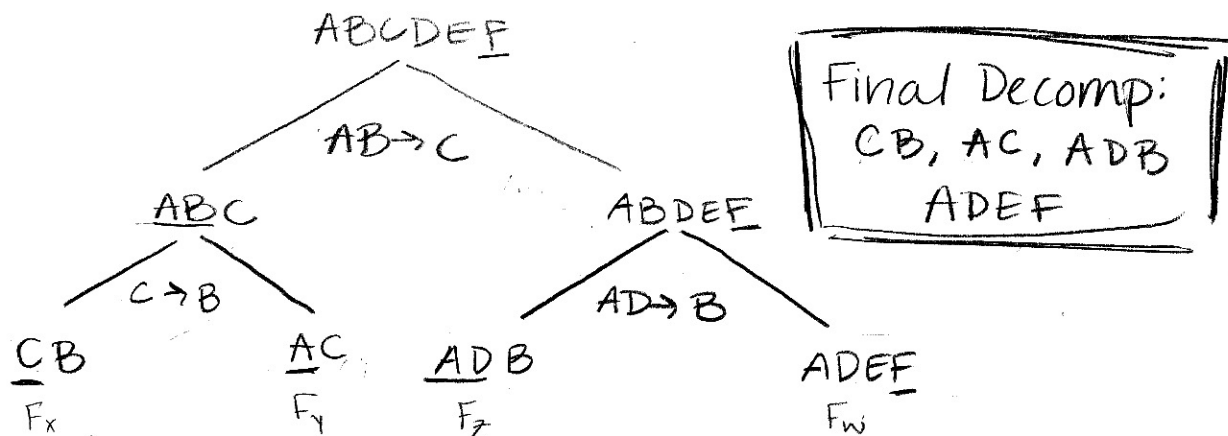 ABCDEF
AB→C
Final Decomp:
CB, AC, ADB
ADEF
ABC
ABDEF
C→B
AD→B
CB
AC
ADB
ADEF
Fx
Fy
Fz
Fw